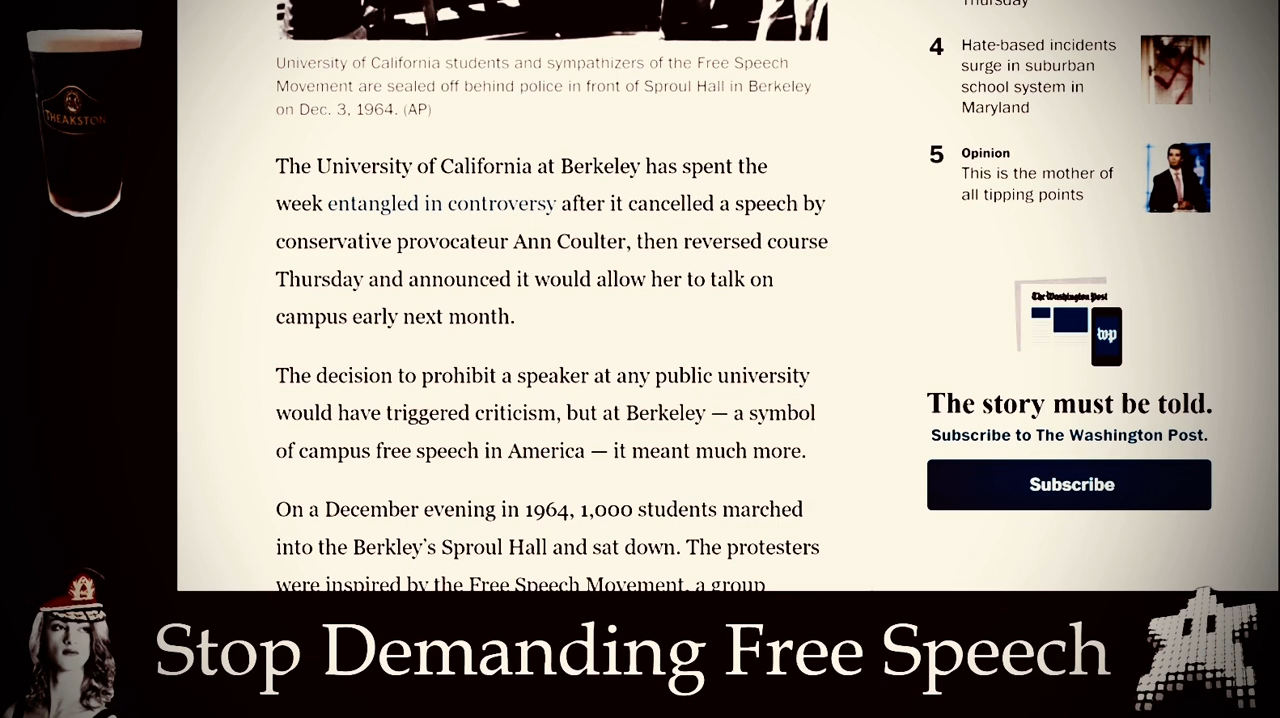 THEAKSTON
University of California students and sympathizers of the Free Speech
Movement are sealed off behind police in front of Sproul Hall in Berkeley
on Dec. 3, 1964. (AP)
The University of California at Berkeley has spent the
week entangled in controversy after it cancelled a speech by
conservative provocateur Ann Coulter, then reversed course
Thursday and announced it would allow her to talk on
campus early next month.
The decision to prohibit a speaker at any public university
would have triggered criticism, but at Berkeley — a symbol
of campus free speech in America — it meant much more.
On a December evening in 1964, 1,000 students marched
into the Berkley's Sproul Hall and sat down. The protesters
were inspired by the Free Speech Movement, a group
Thursday
4 Hate-based incidents
surge in suburban
school system in
Maryland
5 Opinion
This is the mother of
all tipping points
The Washington Post
wp
The story must be told.
Subscribe to The Washington Post.
Subscribe
Stop Demanding Free Speech